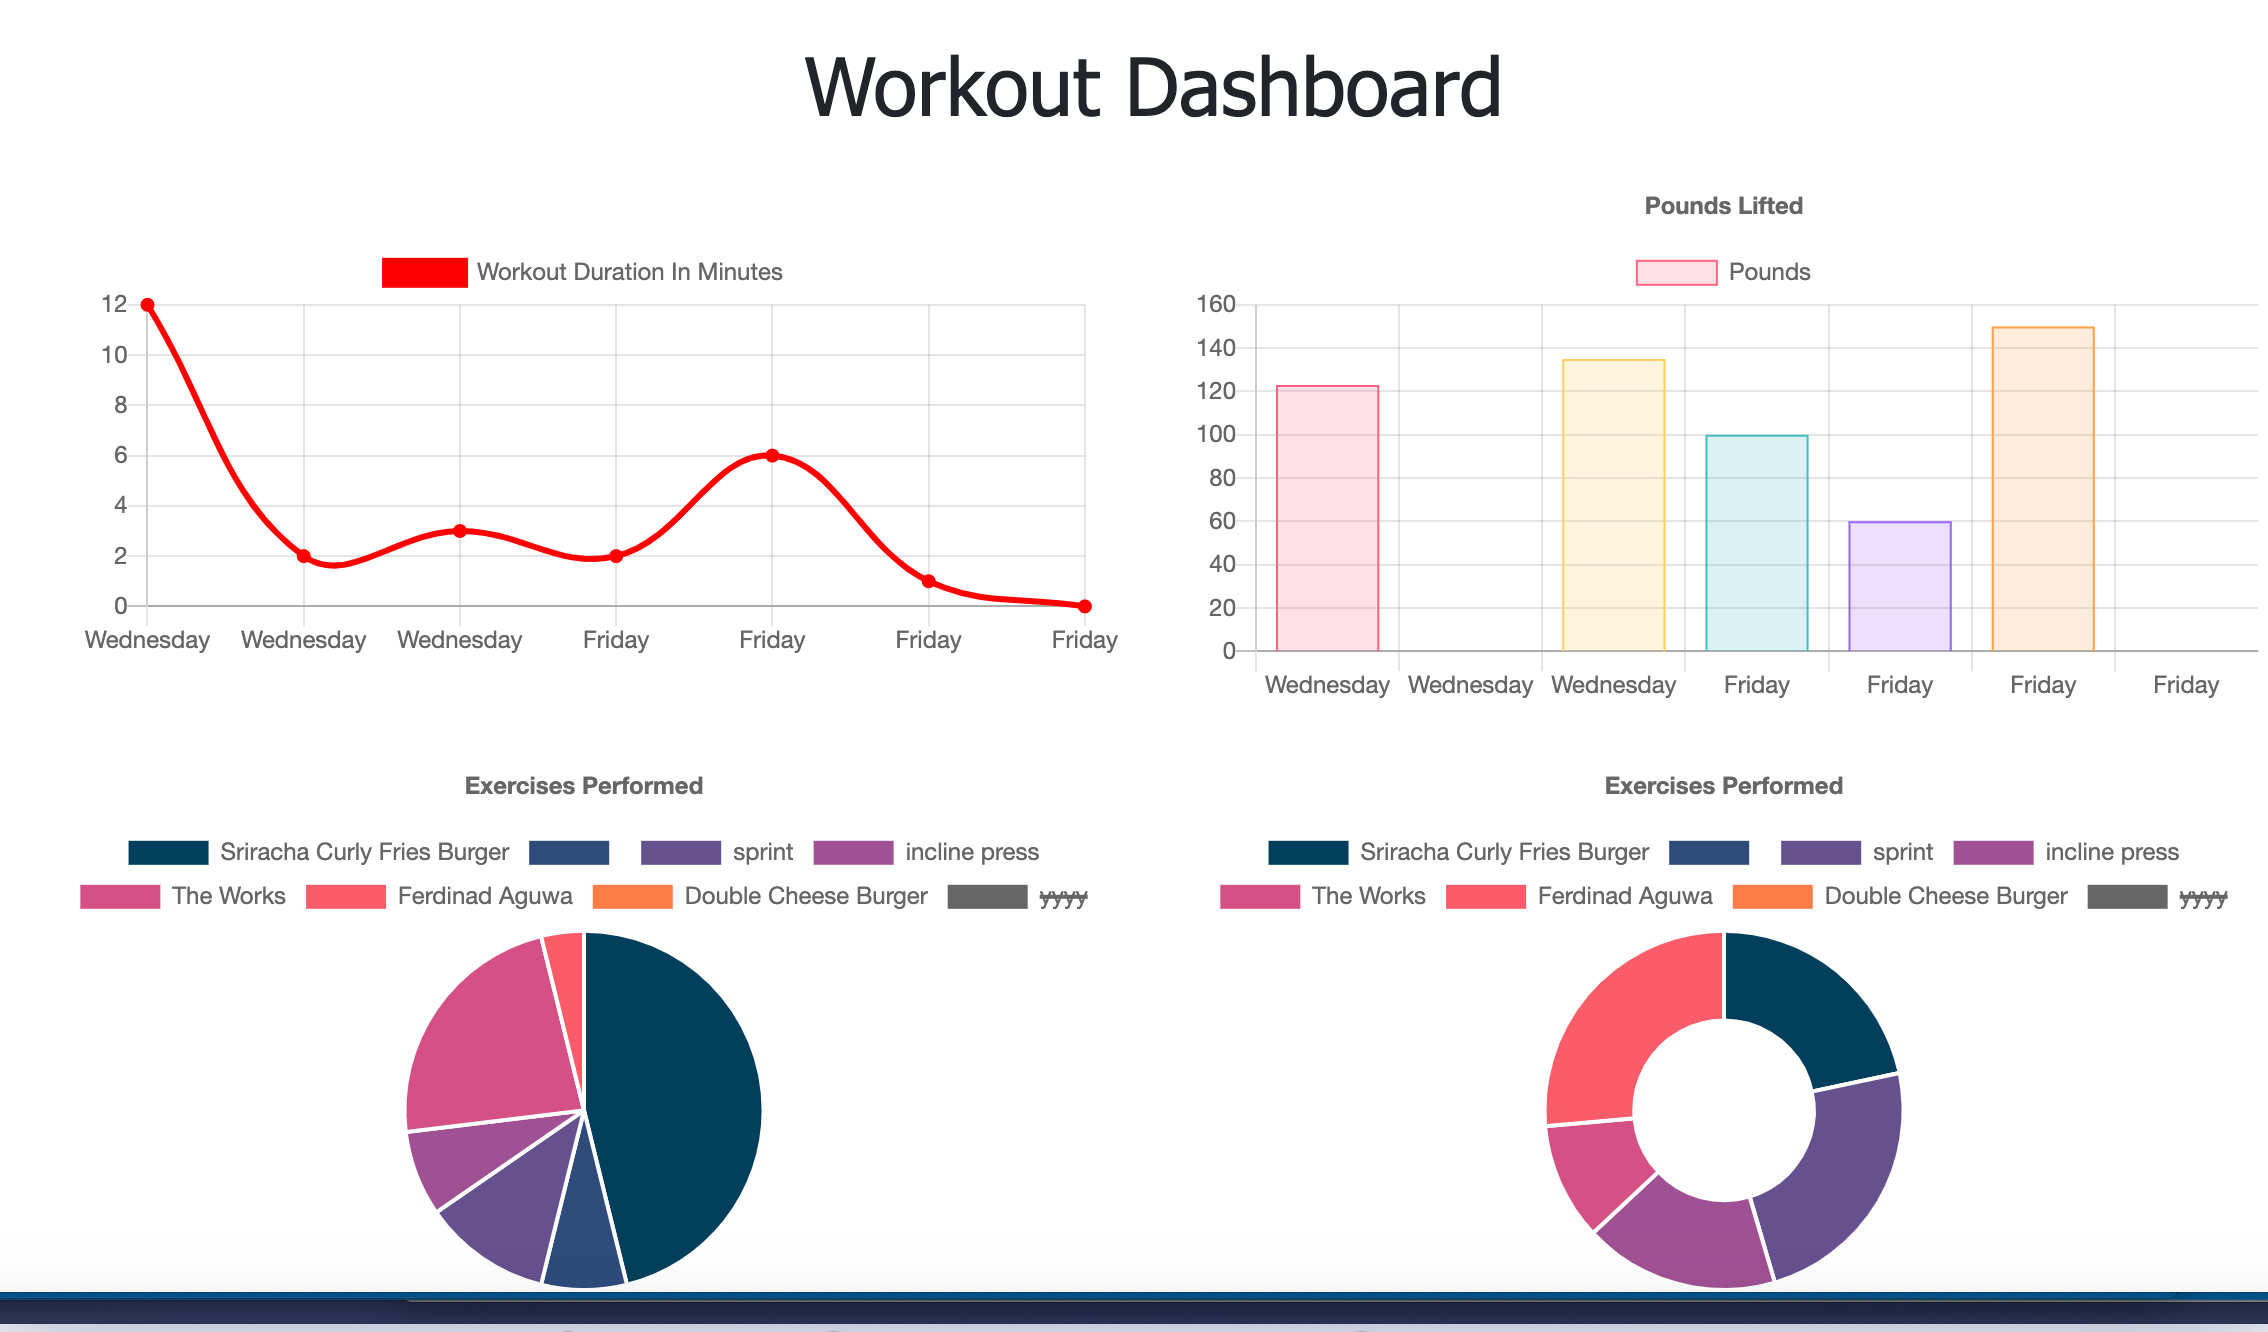 Workout Dashboard
Workout Duration In Minutes
12
10
8
6
4
2
0
Wednesday Wednesday Wednesday Friday Friday Friday Friday
Pounds Lifted
Pounds
160
140
120
100
80
60
40
20
0
Wednesday Wednesday Wednesday Friday Friday Friday Friday
Exercises Performed
Sriracha Curly Fries Burger sprint incline press
The Works Ferdinad Aguwa Double Cheese Burger yyyy
Exercises Performed
Sriracha Curly Fries Burger sprint incline press
The Works Ferdinad Aguwa Double Cheese Burger yyyy